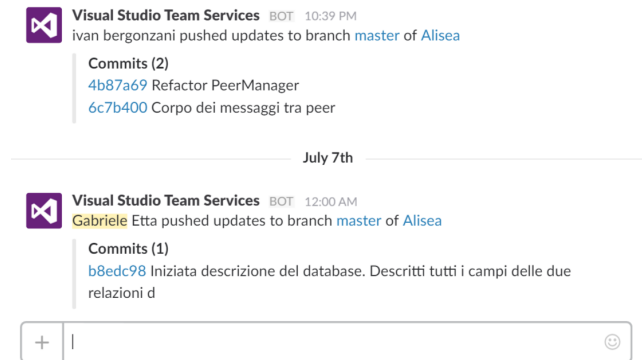 Visual Studio Team Services BOT 10:39 PM
ivan bergonzani pushed updates to branch master of Alisea
Commits (2)
4b87a69 Refactor PeerManager
6c7b400 Corpo dei messaggi tra peer
July 7th
Visual Studio Team Services BOT 12:00 AM
Gabriele Etta pushed updates to branch master of Alisea
Commits (1)
b8edc98 Iniziata descrizione del database. Descritti tutti i campi delle due
relazioni d